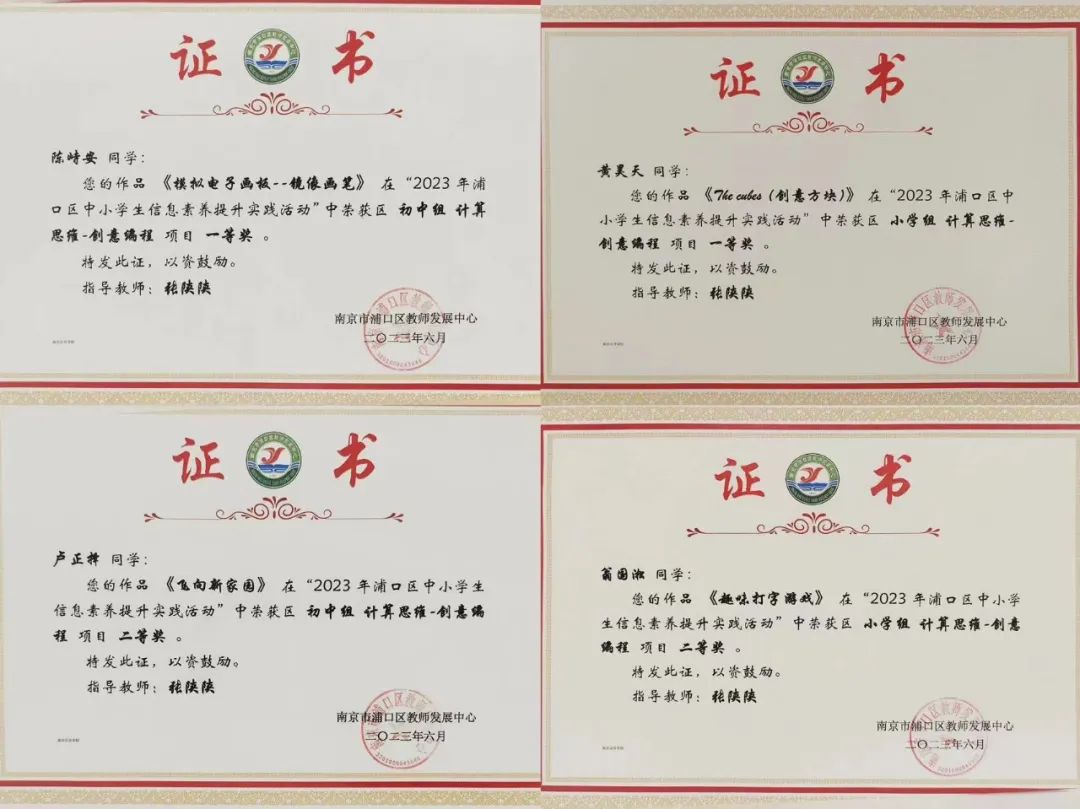 证 书
陈峙安 同学：
您的作品 《模拟电子画板--镜像画笔》 在“2023 年浦
口区中小学生信息素养提升实践活动”中荣获区 初中组 计算
思维-创意编程 项目 一等奖 。
特发此证，以资鼓励。
指导教师：张陕陕
南京市浦口区教师发展中心
二〇二三年六月
证 书
黄昊天 同学：
您的作品 《The cubes（创意方块）》 在“2023 年浦口区中
小学生信息素养提升实践活动”中荣获区 小学组 计算思维-
创意编程 项目 一等奖 。
特发此证，以资鼓励。
指导教师：张陕陕
南京市浦口区教师发展中心
二〇二三年六月
证 书
卢正择 同学：
您的作品 《飞向新家园》 在“2023 年浦口区中小学生
信息素养提升实践活动”中荣获区 初中组 计算思维-创意编
程 项目 二等奖 。
特发此证，以资鼓励。
指导教师：张陕陕
南京市浦口区教师发展中心
二〇二三年六月
证 书
翁国淞 同学：
您的作品 《趣味打字游戏》 在“2023 年浦口区中小学
生信息素养提升实践活动”中荣获区 小学组 计算思维-创意
编程 项目 二等奖 。
特发此证，以资鼓励。
指导教师：张陕陕
南京市浦口区教师发展中心
二〇二三年六月